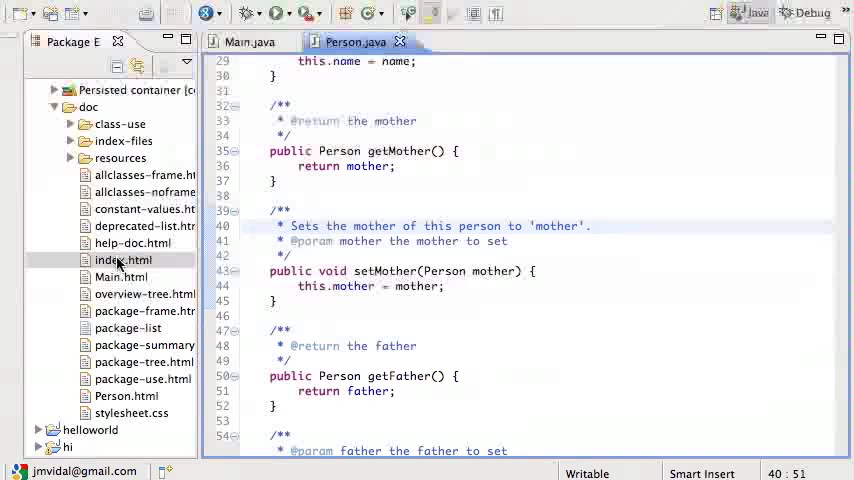 Java
Debug
Package E
Main.java
Person.java
Persisted container [co
doc
class-use
index-files
resources
allclasses-frame.ht
allclasses-noframe
constant-values.ht
deprecated-list.htm
help-doc.html
index.html
Main.html
overview-tree.html
package-frame.htm
package-list
package-summary
package-tree.html
package-use.html
Person.html
stylesheet.css
helloworld
hi
29 this.name = name;
30 }
31
32 /**
33 * @return the mother
34 */
35 public Person getMother() {
36 return mother;
37 }
38
39 /**
40 * Sets the mother of this person to 'mother'.
41 * @param mother the mother to set
42 */
43 public void setMother(Person mother) {
44 this.mother = mother;
45 }
46
47 /**
48 * @return the father
49 */
50 public Person getFather() {
51 return father;
52 }
53
54 /**
* @param father the father to set
jmvidal@gmail.com
Writable
Smart Insert
40 : 51